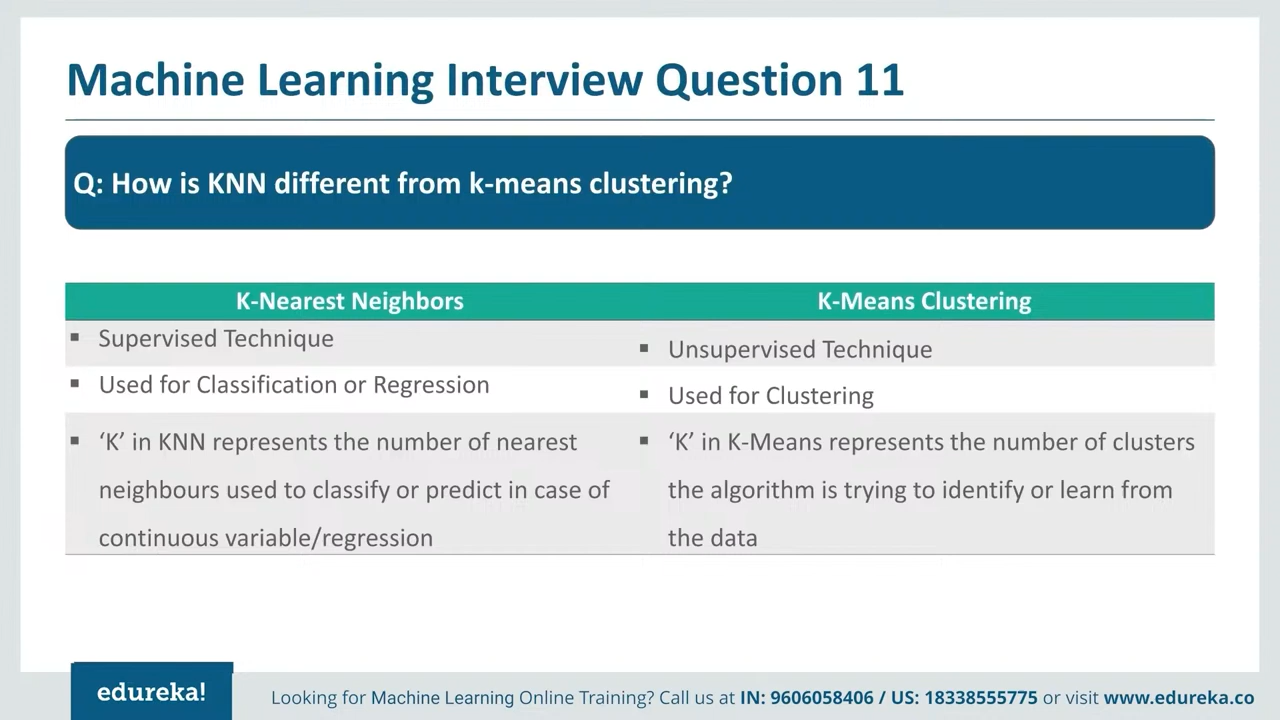 Machine Learning Interview Question 11
Q: How is KNN different from k-means clustering?
K-Nearest Neighbors
K-Means Clustering
▪ Supervised Technique
▪ Unsupervised Technique
▪ Used for Classification or Regression
▪ Used for Clustering
▪ ‘K’ in KNN represents the number of nearest
neighbours used to classify or predict in case of
continuous variable/regression
▪ ‘K’ in K-Means represents the number of clusters
the algorithm is trying to identify or learn from
the data
edureka!
Looking for Machine Learning Online Training? Call us at IN: 9606058406 / US: 18338555775 or visit www.edureka.co